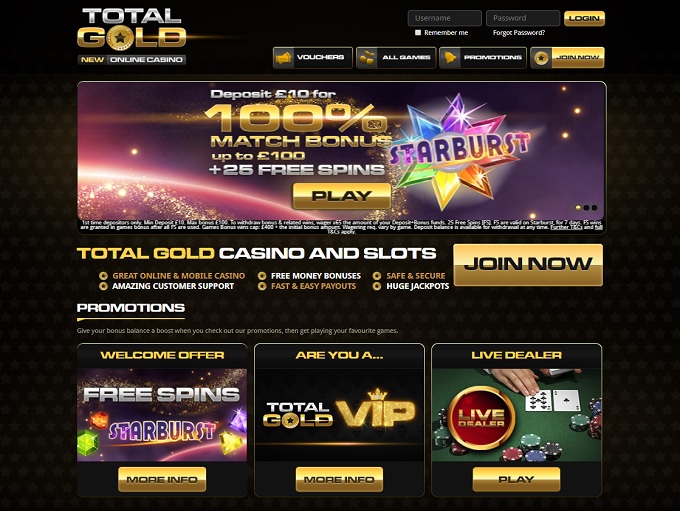 TOTAL
GOLD
NEW ONLINE CASINO
Username
Password
LOGIN
Remember me
Forgot Password?
VOUCHERS
ALL GAMES
PROMOTIONS
JOIN NOW
Deposit £10 for
100%
MATCH BONUS
up to £100
+25 FREE SPINS
PLAY
STARBURST
1st time depositors only. Min Deposit £10. Max bonus £100. To withdraw bonus & related wins, wager x65 the amount of your Deposit+Bonus funds. 25 Free Spins (FS). FS are valid on Starburst, for 7 days. FS wins
are granted in games bonus after all FS are used. Games Bonus wins cap: £400 + the initial bonus amount. Wagering req. vary by game. Deposit balance is available for withdrawal at any time. Further T&Cs and full
T&Cs apply.
TOTAL GOLD CASINO AND SLOTS
JOIN NOW
GREAT ONLINE & MOBILE CASINO
FREE MONEY BONUSES
SAFE & SECURE
AMAZING CUSTOMER SUPPORT
FAST & EASY PAYOUTS
HUGE JACKPOTS
PROMOTIONS
Give your bonus balance a boost when you check out our promotions, then get playing your favourite games.
WELCOME OFFER
FREE SPINS
STARBURST
MORE INFO
ARE YOU A...
TOTAL
GOLD
VIP
MORE INFO
LIVE DEALER
LIVE
DEALER
PLAY